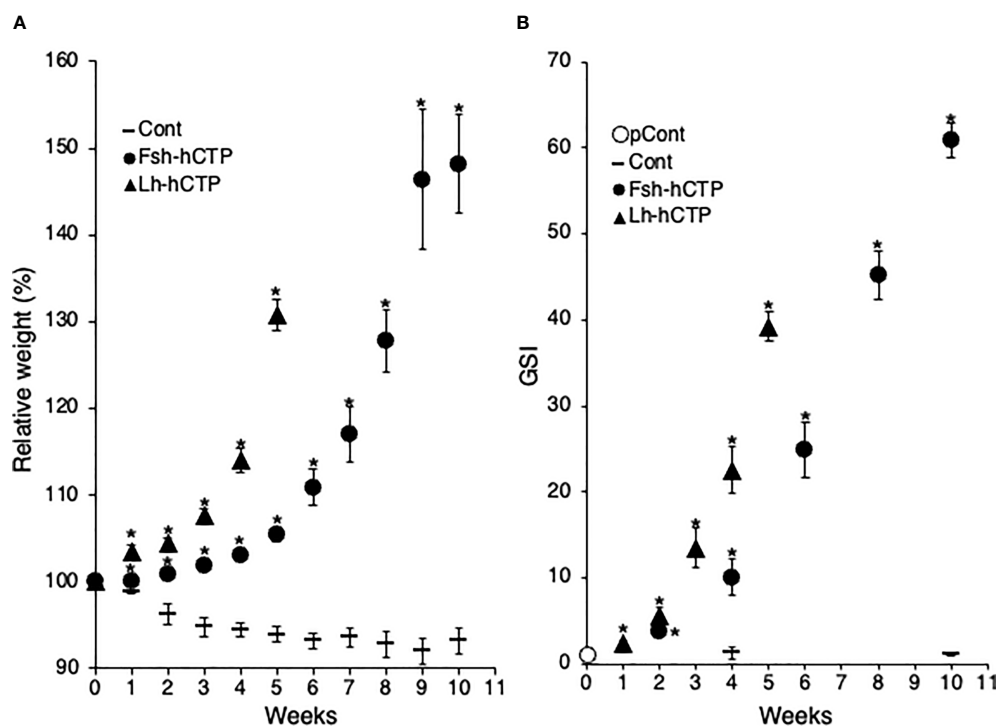 A
160
150
140
130
120
110
100
90
Relative weight (%)
Cont
Fsh-hCTP
Lh-hCTP
0 1 2 3 4 5 6 7 8 9 10 11
Weeks
B
70
60
50
40
30
20
10
0
GSI
pCont
Cont
Fsh-hCTP
Lh-hCTP
1 2 3 4 5 6 7 8 9 10 11
Weeks